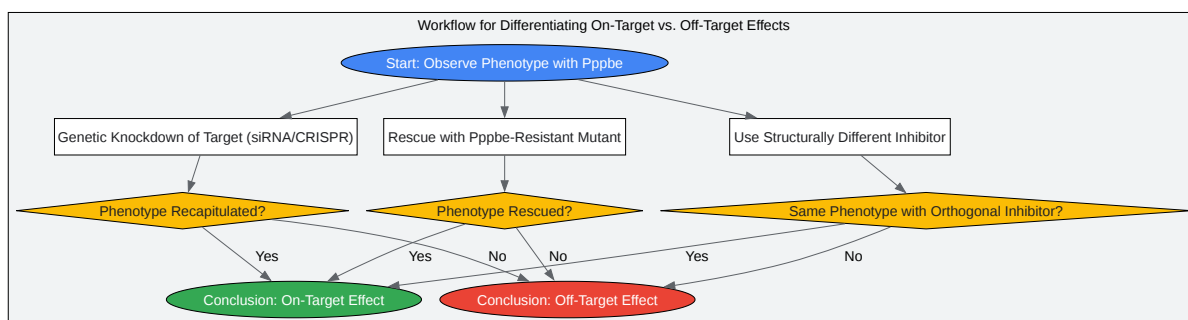 Workflow for Differentiating On-Target vs. Off-Target Effects
Start: Observe Phenotype with Pppbe
Genetic Knockdown of Target (siRNA/CRISPR)
Rescue with Pppbe-Resistant Mutant
Use Structurally Different Inhibitor
Phenotype Recapitulated?
Phenotype Rescued?
Same Phenotype with Orthogonal Inhibitor?
Yes
Yes
No
No
Yes
No
Conclusion: On-Target Effect
Conclusion: Off-Target Effect